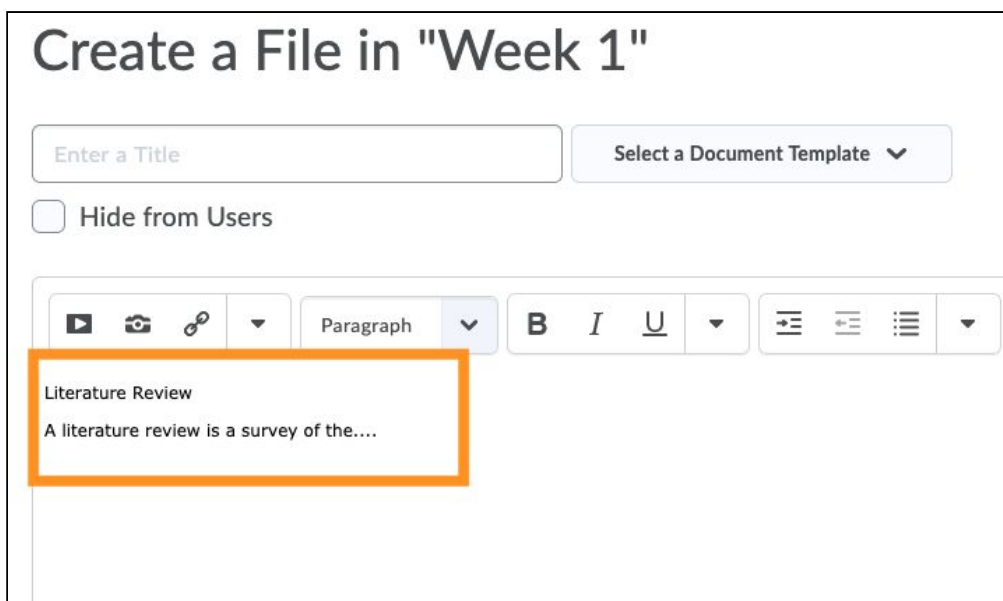 Create a File in "Week 1"
Enter a Title
Select a Document Template
Hide from Users
Paragraph
B I U
Literature Review
A literature review is a survey of the....